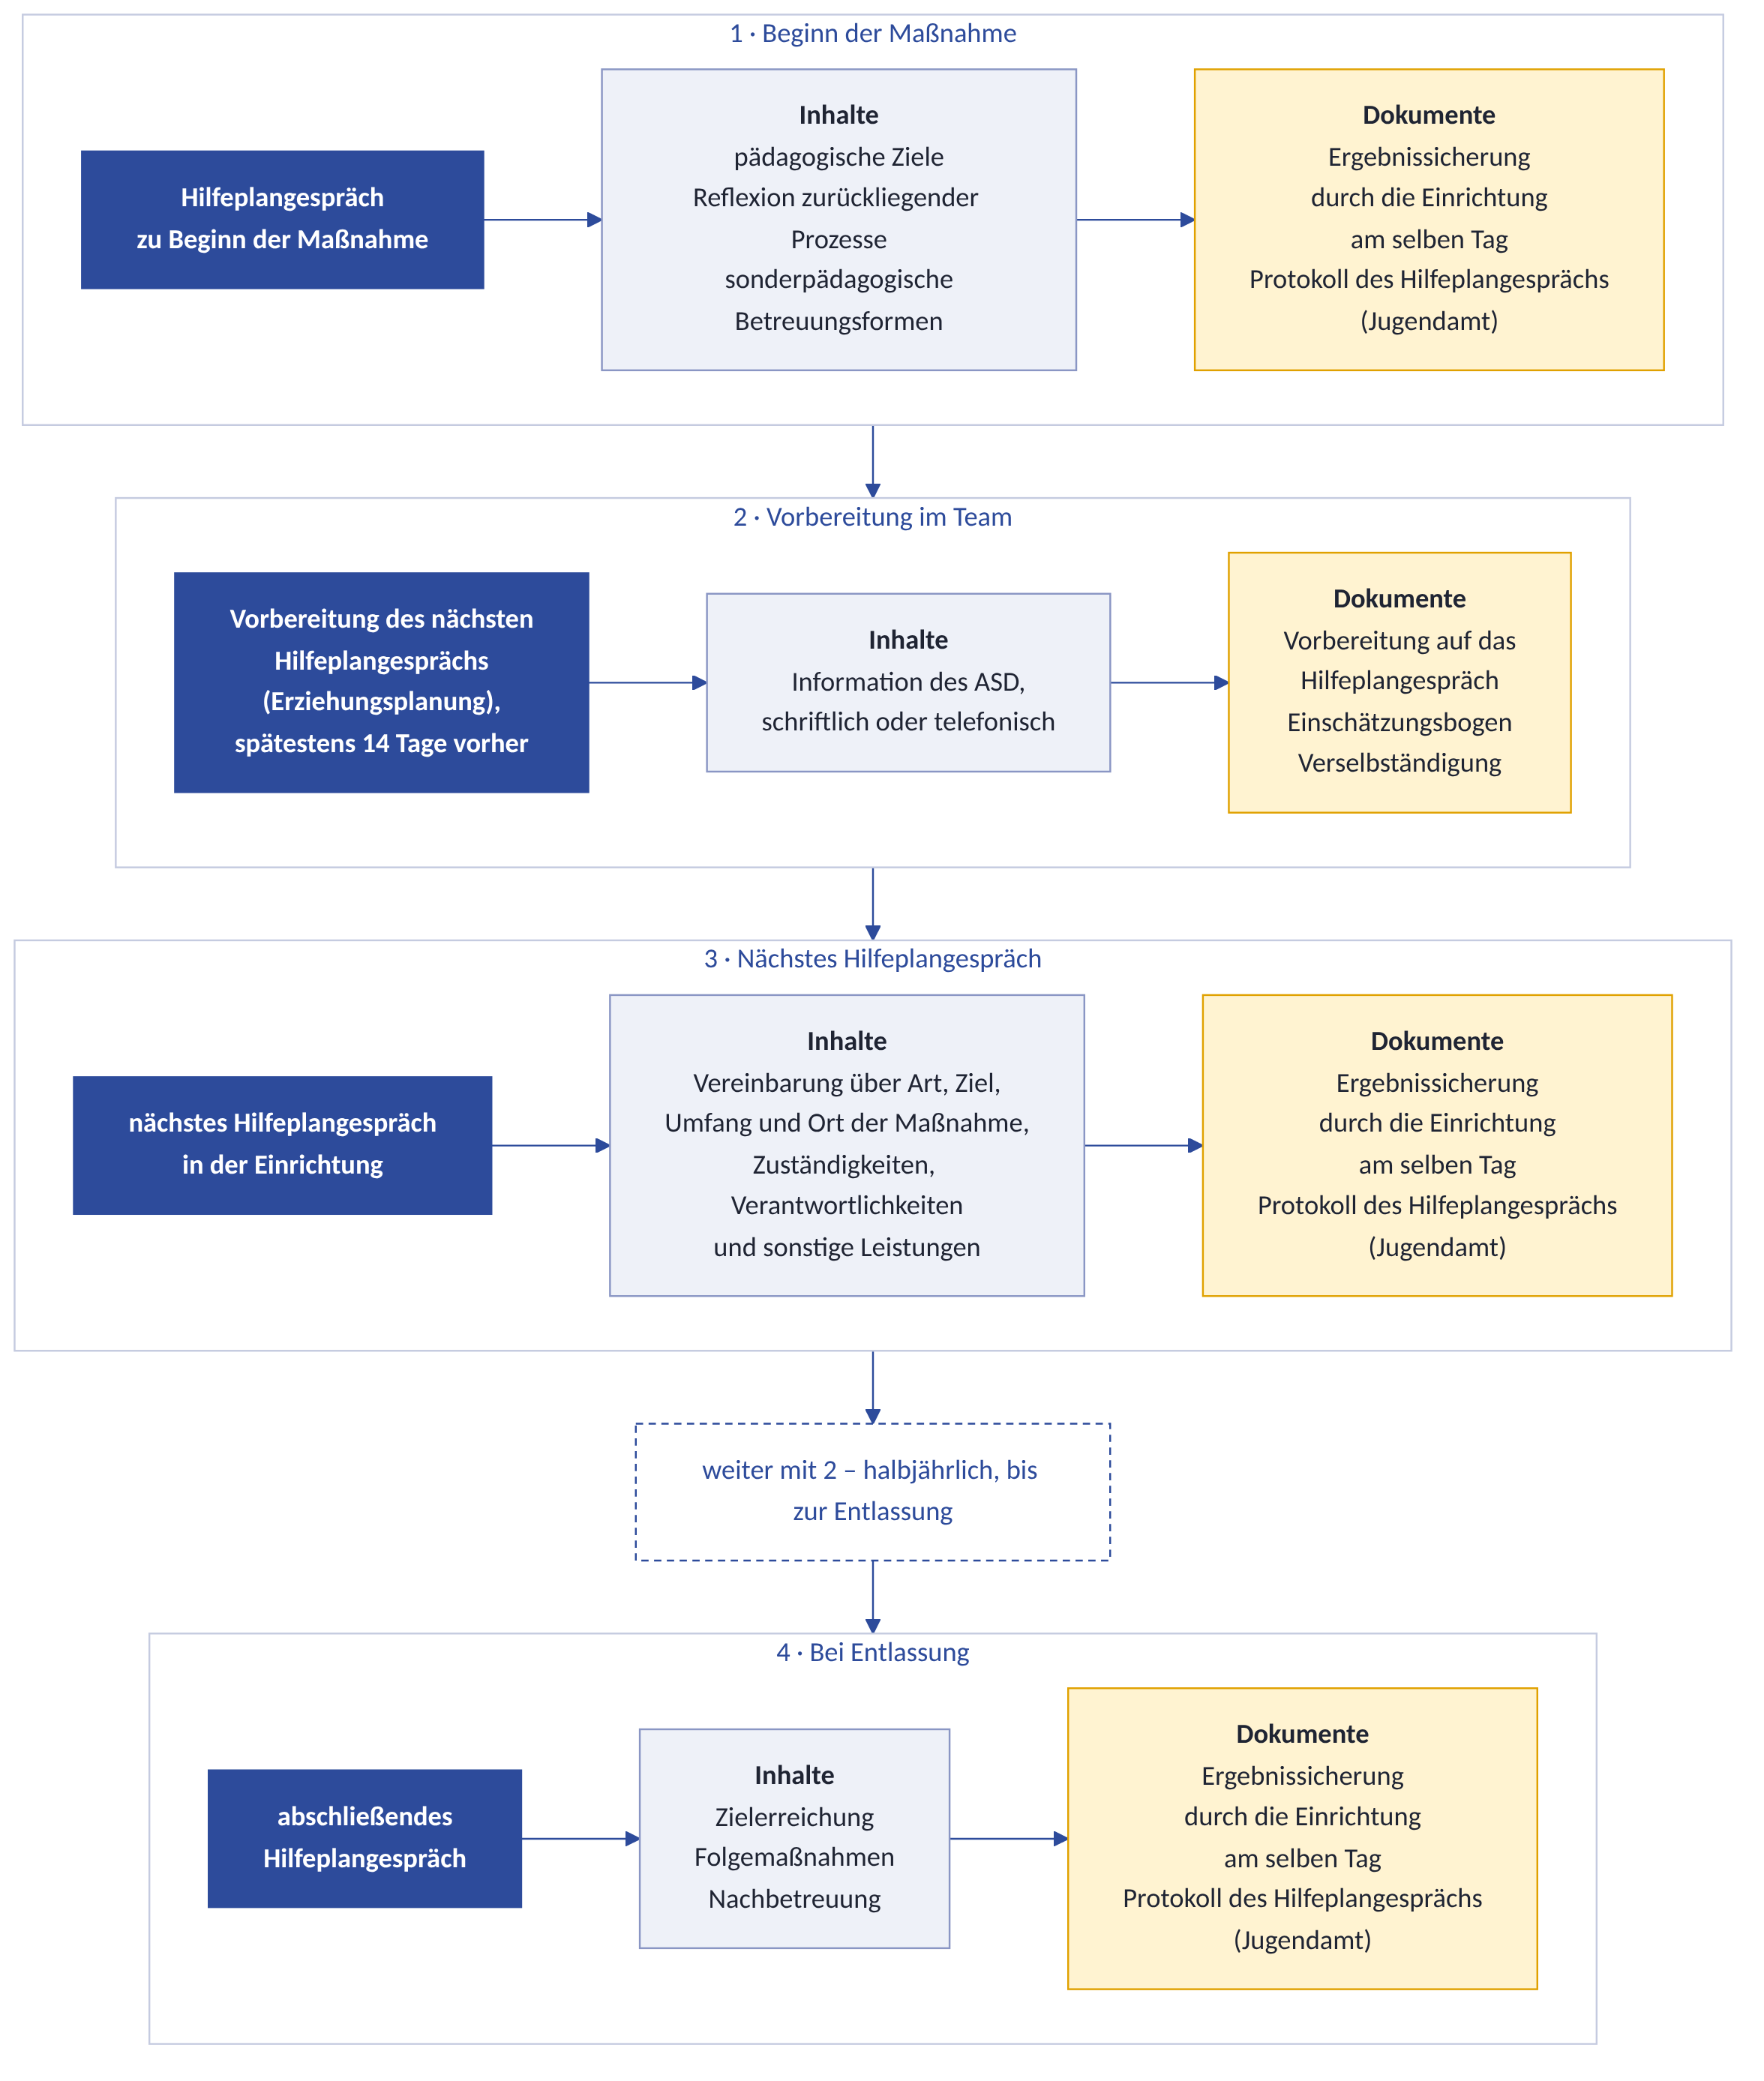 1 · Beginn der Maßnahme
Hilfeplangespräch
zu Beginn der Maßnahme
Inhalte
pädagogische Ziele
Reflexion zurückliegender
Prozesse
sonderpädagogische
Betreuungsformen
Dokumente
Ergebnissicherung
durch die Einrichtung
am selben Tag
Protokoll des Hilfeplangesprächs
(Jugendamt)
2 · Vorbereitung im Team
Vorbereitung des nächsten
Hilfeplangesprächs
(Erziehungsplanung),
spätestens 14 Tage vorher
Inhalte
Information des ASD,
schriftlich oder telefonisch
Dokumente
Vorbereitung auf das
Hilfeplangespräch
Einschätzungsbogen
Verselbständigung
3 · Nächstes Hilfeplangespräch
nächstes Hilfeplangespräch
in der Einrichtung
Inhalte
Vereinbarung über Art, Ziel,
Umfang und Ort der Maßnahme,
Zuständigkeiten,
Verantwortlichkeiten
und sonstige Leistungen
Dokumente
Ergebnissicherung
durch die Einrichtung
am selben Tag
Protokoll des Hilfeplangesprächs
(Jugendamt)
weiter mit 2 – halbjährlich, bis
zur Entlassung
4 · Bei Entlassung
abschließendes
Hilfeplangespräch
Inhalte
Zielerreichung
Folgemaßnahmen
Nachbetreuung
Dokumente
Ergebnissicherung
durch die Einrichtung
am selben Tag
Protokoll des Hilfeplangesprächs
(Jugendamt)